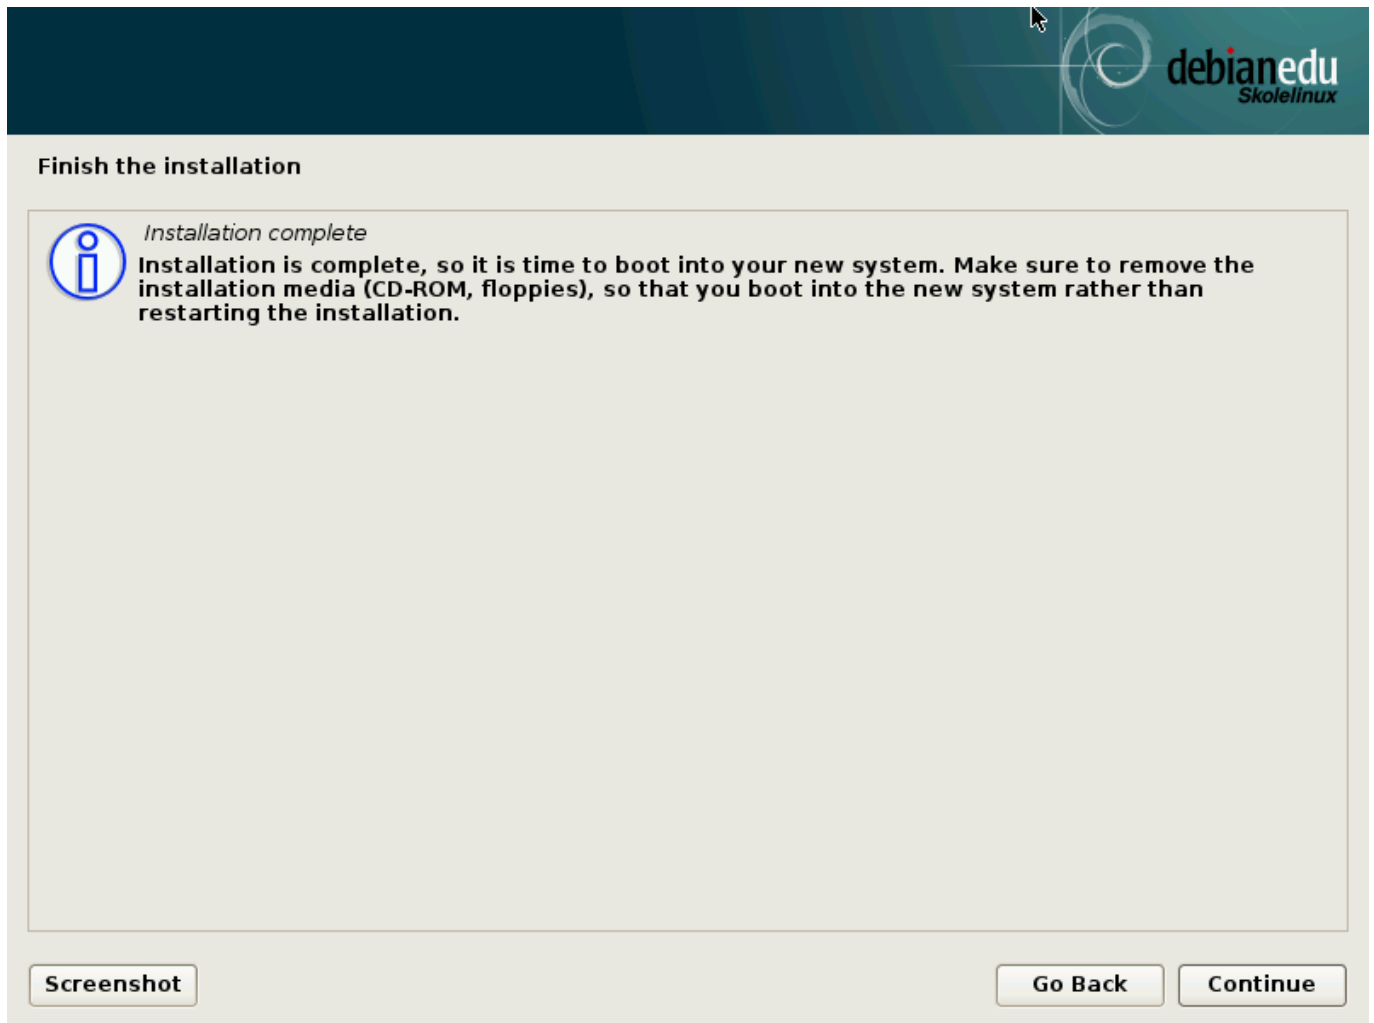 debianedu
Skolelinux
Finish the installation
Installation complete
Installation is complete, so it is time to boot into your new system. Make sure to remove the
installation media (CD-ROM, floppies), so that you boot into the new system rather than
restarting the installation.
Screenshot
Go Back
Continue